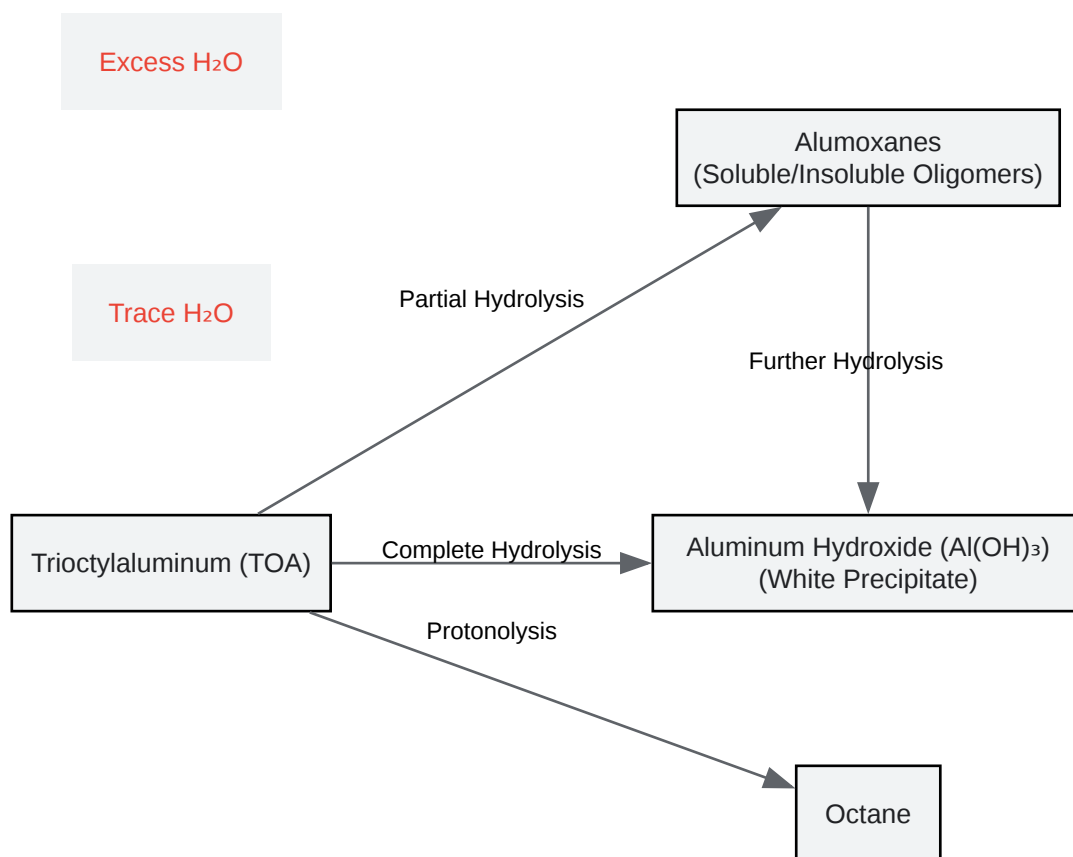 Excess H₂O
Alumoxanes
(Soluble/Insoluble Oligomers)
Partial Hydrolysis
Trace H₂O
Further Hydrolysis
Trioctylaluminum (TOA)
Complete Hydrolysis
Aluminum Hydroxide (Al(OH)₃)
(White Precipitate)
Protonolysis
Octane